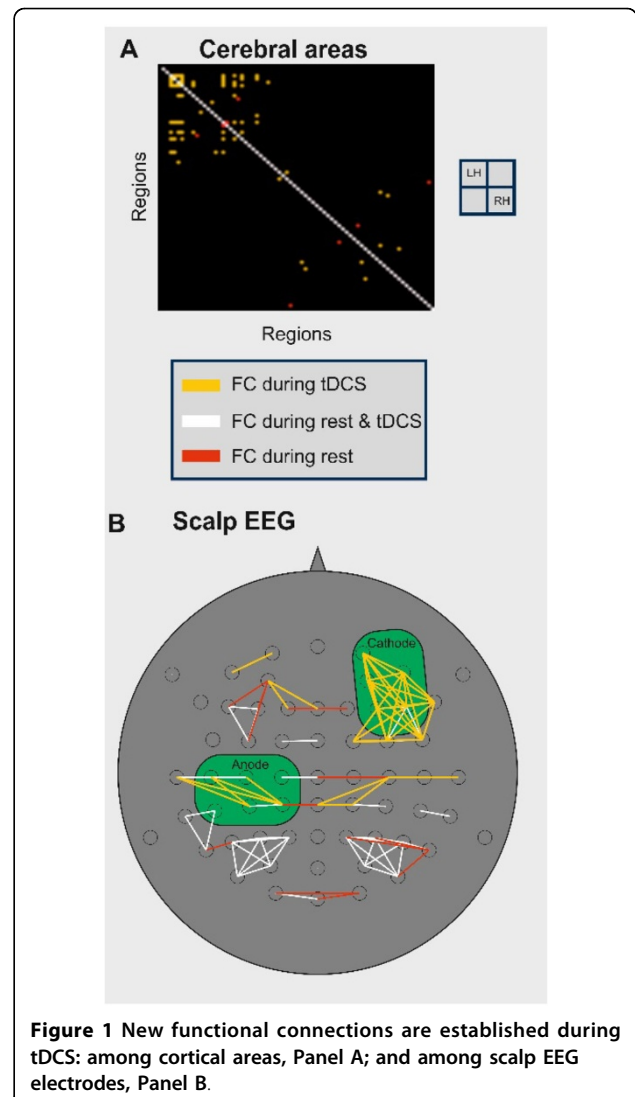 A Cerebral areas
Regions
LH
RH
Regions
FC during tDCS
FC during rest & tDCS
FC during rest
B Scalp EEG
Cathode
Anode
Figure 1 New functional connections are established during
tDCS: among cortical areas, Panel A; and among scalp EEG
electrodes, Panel B.